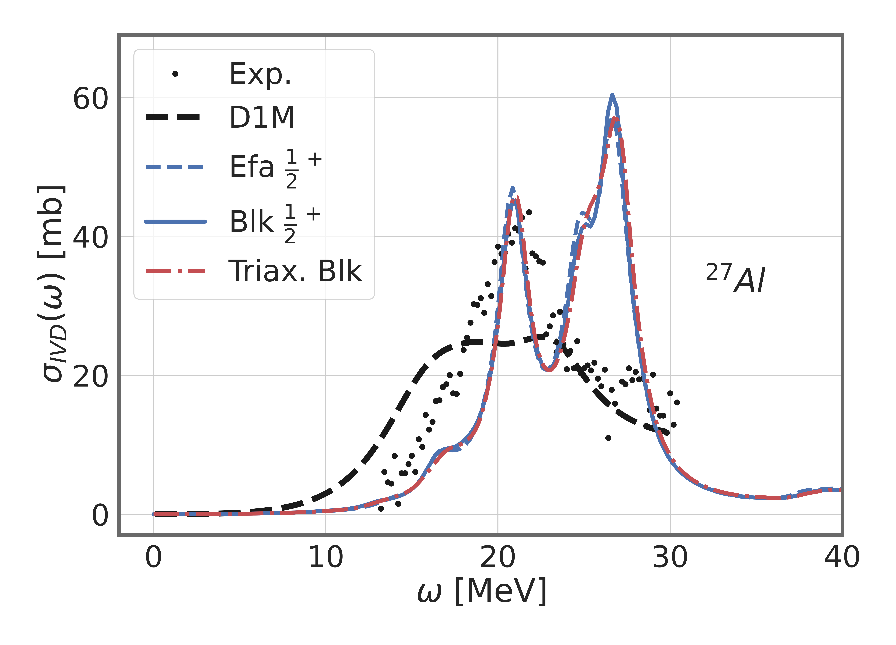 Exp.
D1M
Efa 1/2 +
Blk 1/2 +
Triax. Blk
27Al
σIVD(ω) [mb]
60
40
20
0
0 10 20 30 40
ω [MeV]